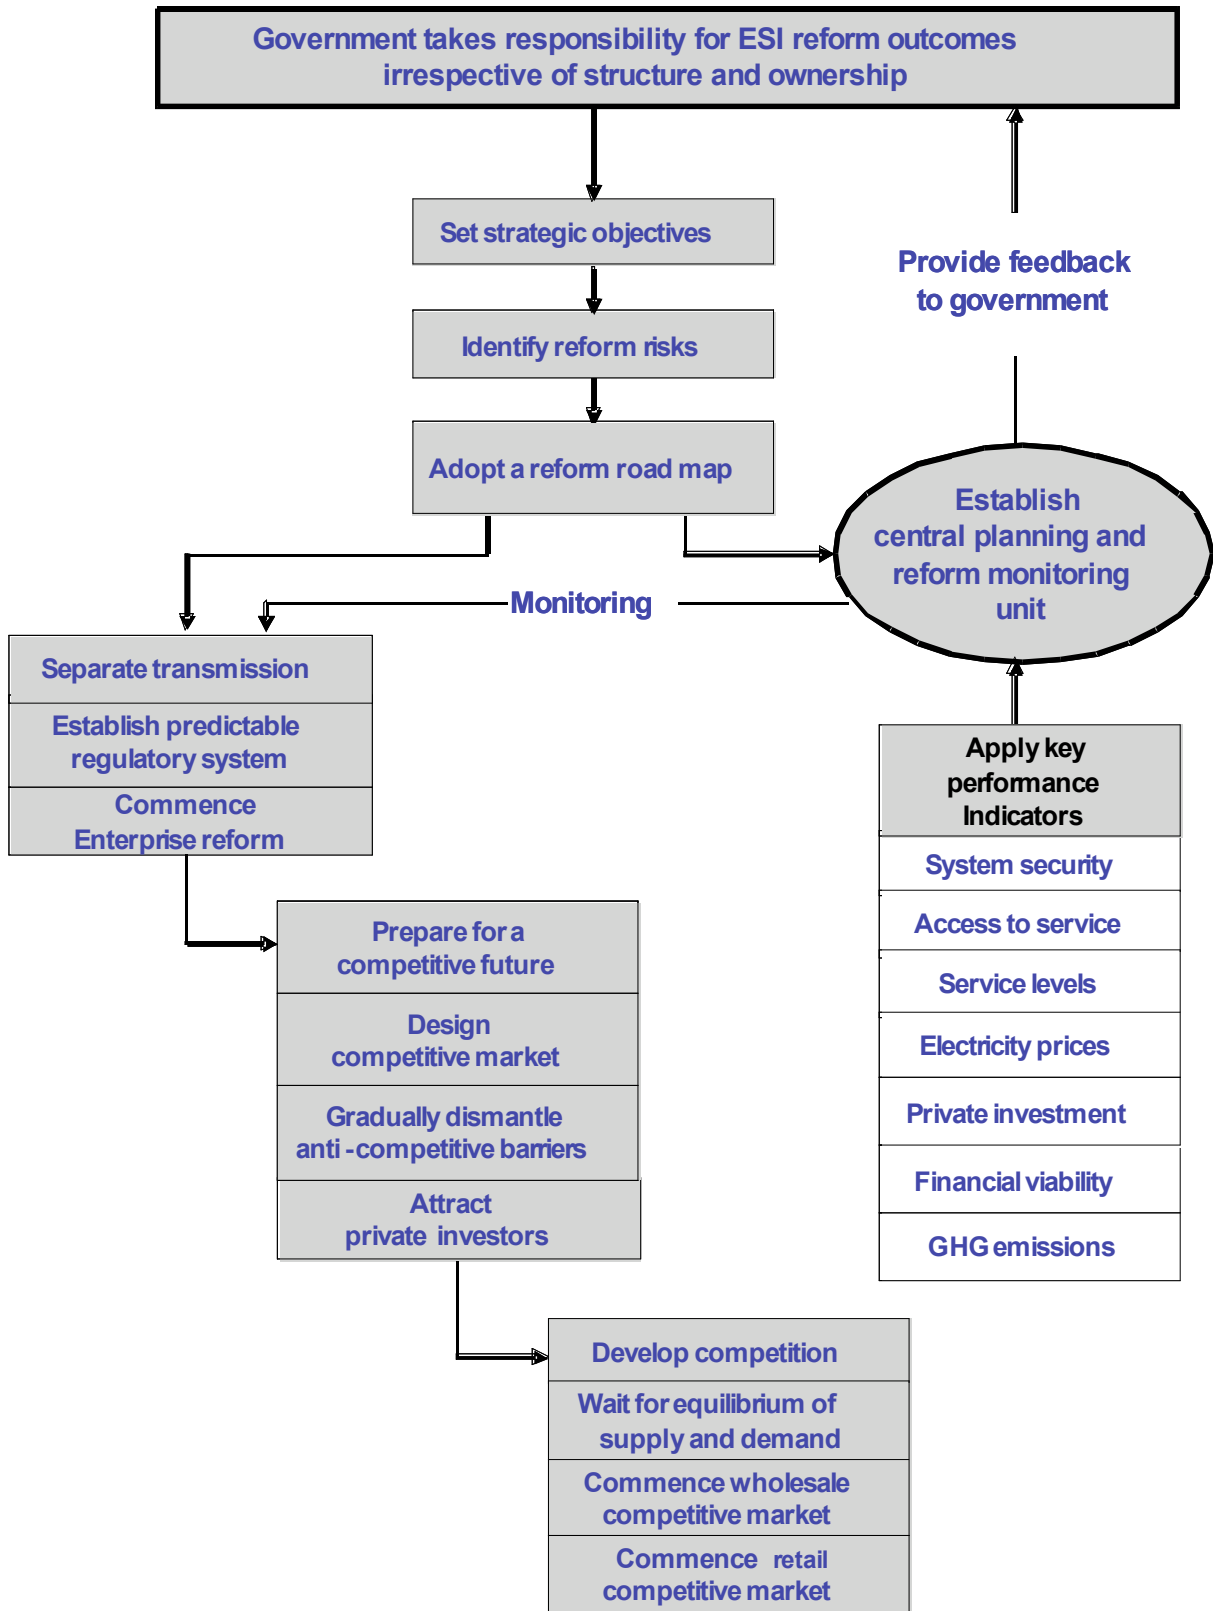 Government takes responsibility for ESI reform outcomes
irrespective of structure and ownership
Set strategic objectives
Provide feedback
to government
Identify reform risks
Adopt a reform road map
Establish
central planning and
reform monitoring
unit
Monitoring
Separate transmission
Establish predictable
regulatory system
Commence
Enterprise reform
Apply key
performance
Indicators
System security
Access to service
Service levels
Electricity prices
Private investment
Financial viability
GHG emissions
Prepare for a
competitive future
Design
competitive market
Gradually dismantle
anti-competitive barriers
Attract
private investors
Develop competition
Wait for equilibrium of
supply and demand
Commence wholesale
competitive market
Commence retail
competitive market